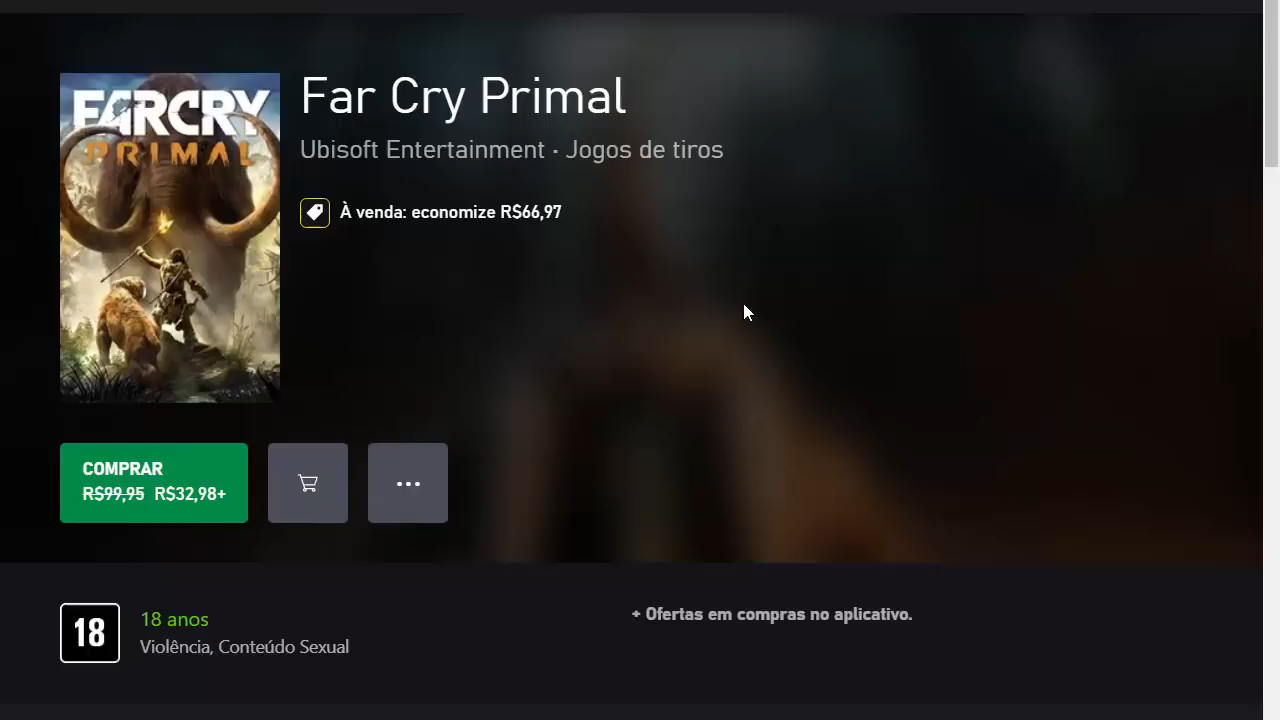 FARCRY
PRIMAL
Far Cry Primal
Ubisoft Entertainment · Jogos de tiros
À venda: economize R$66,97
COMPRAR
R$99,95 R$32,98+
18
18 anos
Violência, Conteúdo Sexual
+ Ofertas em compras no aplicativo.